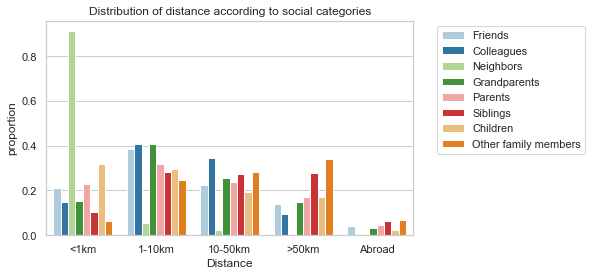 Distribution of distance according to social categories
proportion
0.8
0.6
0.4
0.2
0.0
<1km
1-10km
10-50km
>50km
Abroad
Distance
Friends
Colleagues
Neighbors
Grandparents
Parents
Siblings
Children
Other family members